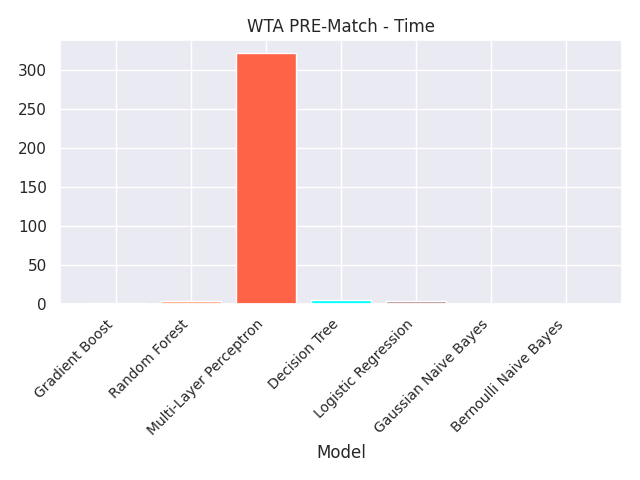 WTA PRE-Match - Time
300
250
200
150
100
50
0
Gradient Boost
Random Forest
Multi-Layer Perceptron
Decision Tree
Logistic Regression
Gaussian Naive Bayes
Bernoulli Naive Bayes
Model